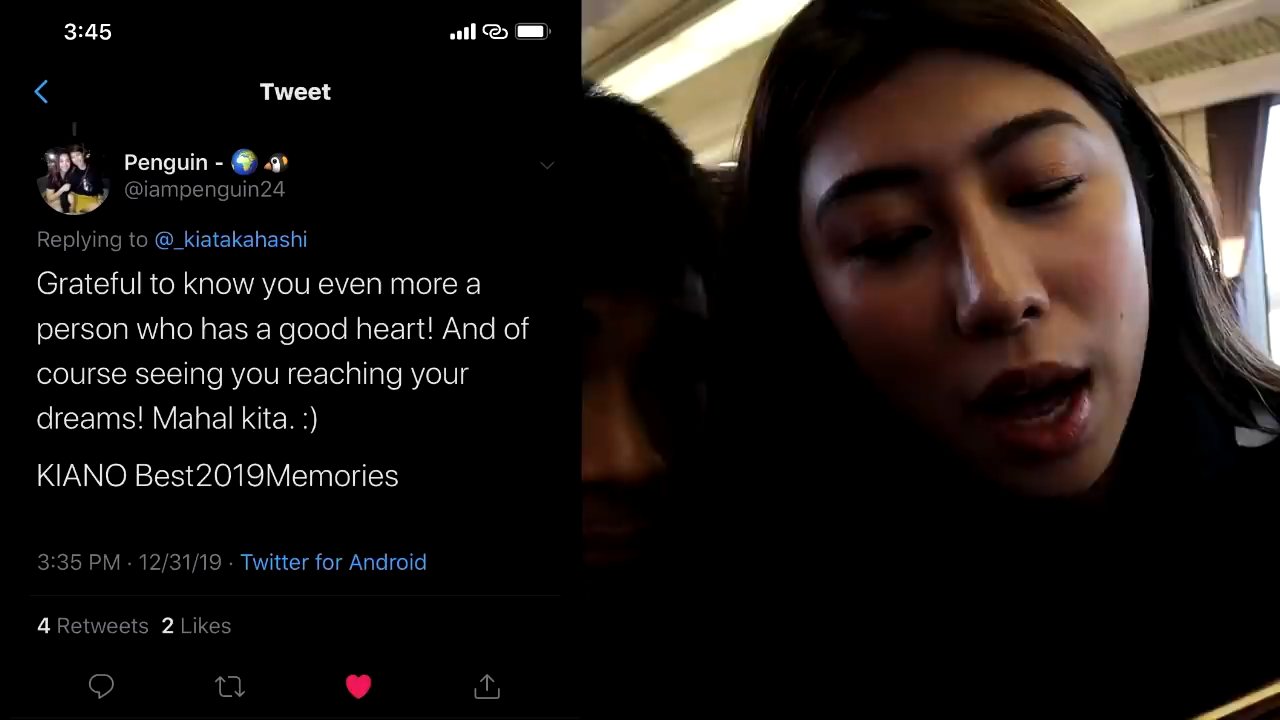 3:45
Tweet
Penguin - 🌍 🐧
@iampenguin24
Replying to @_kiatakahashi
Grateful to know you even more a
person who has a good heart! And of
course seeing you reaching your
dreams! Mahal kita. :)
KIANO Best2019Memories
3:35 PM · 12/31/19 · Twitter for Android
4 Retweets 2 Likes